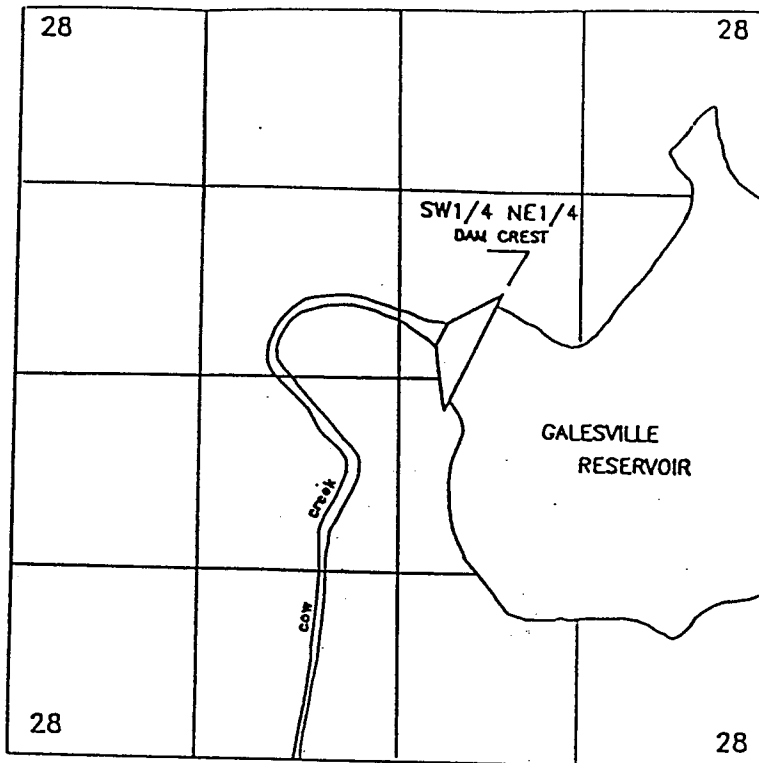 28
28
SW1/4 NE1/4
DAM CREST
GALESVILLE
RESERVOIR
creek
cow
28
28